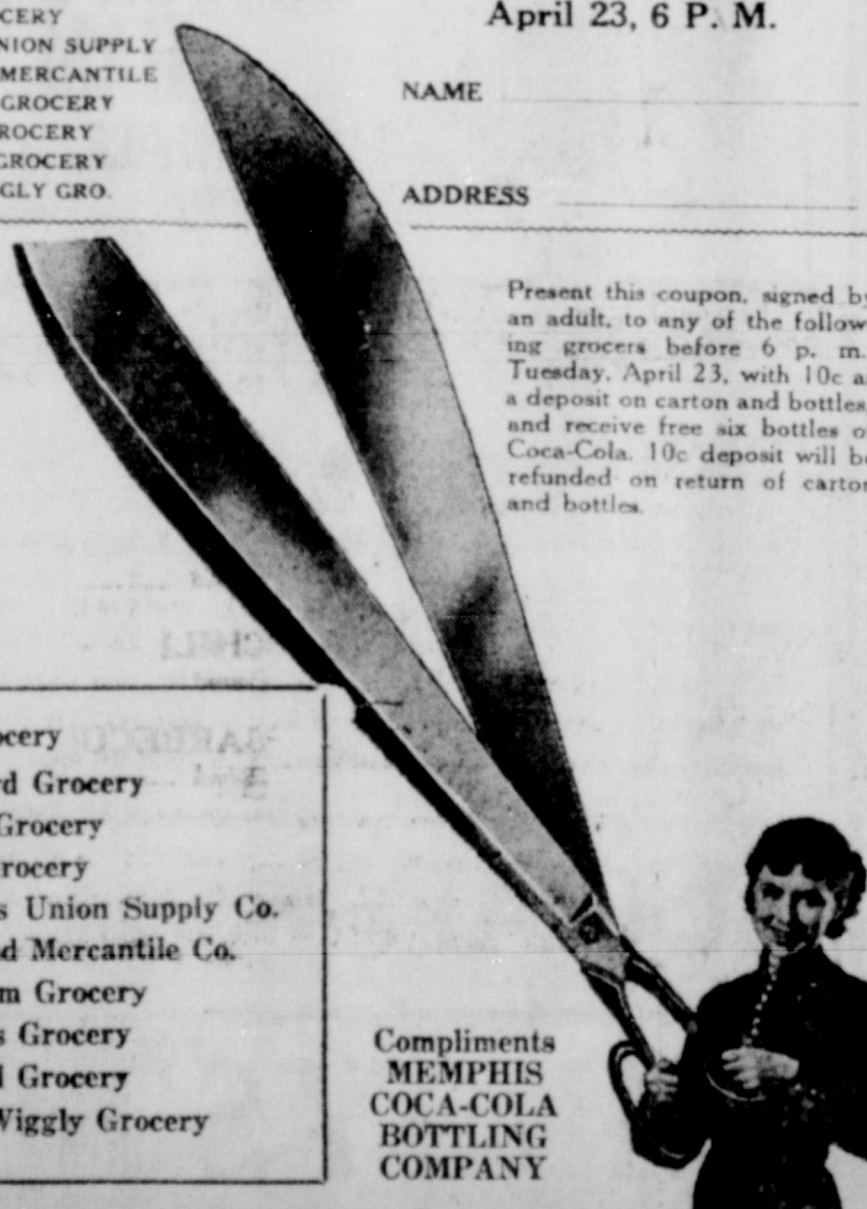 CERY
NION SUPPLY
MERCANTILE
GROCERY
ROCERY
GROCERY
GLY GRO.
April 23, 6 P. M.
NAME
ADDRESS
Present this coupon, signed by
an adult, to any of the follow
ing grocers before 6 p. m.
Tuesday, April 23, with 10c a
a deposit on carton and bottles
and receive free six bottles o
Coca-Cola. 10c deposit will be
refunded on return of carton
and bottles.
ocery
rd Grocery
Grocery
rocery
s Union Supply Co.
d Mercantile Co.
m Grocery
s Grocery
l Grocery
Wiggly Grocery
Compliments
MEMPHIS
COCA-COLA
BOTTLING
COMPANY